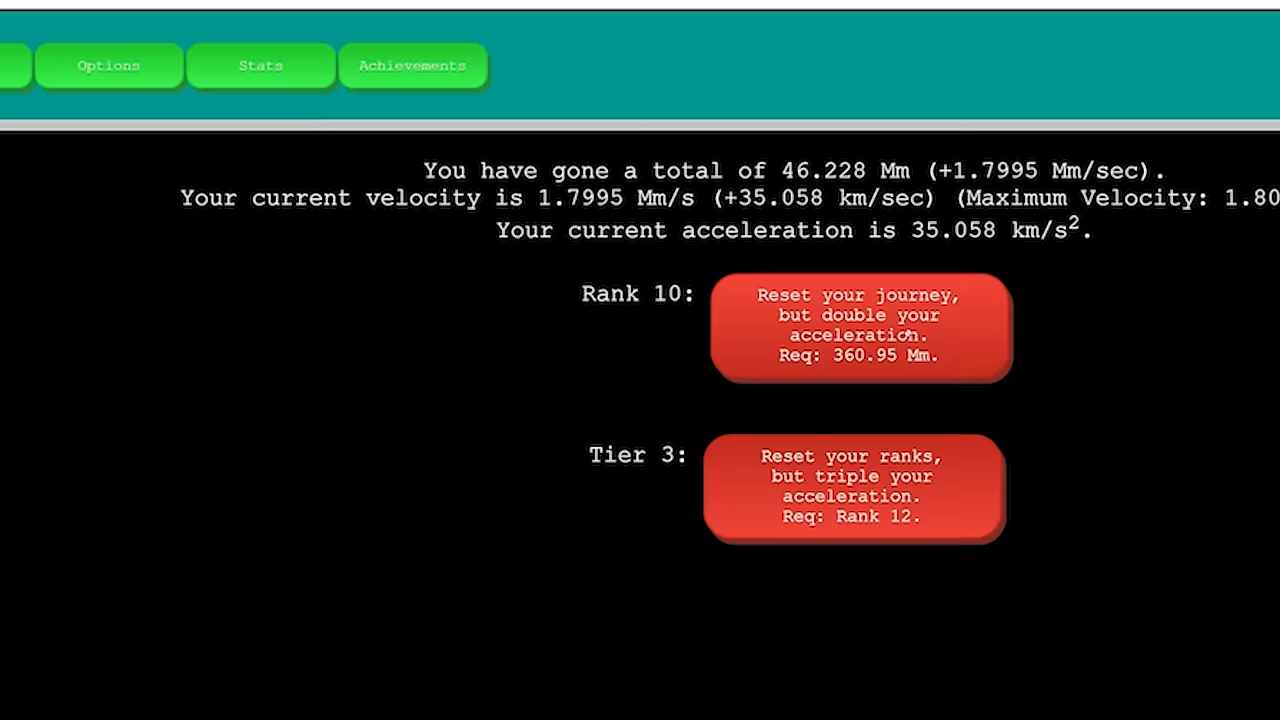 Options Stats Achievements
You have gone a total of 46.228 Mm (+1.7995 Mm/sec).
Your current velocity is 1.7995 Mm/s (+35.058 km/sec) (Maximum Velocity: 1.80
Your current acceleration is 35.058 km/s².
Rank 10:
Reset your journey,
but double your
acceleration.
Req: 360.95 Mm.
Tier 3:
Reset your ranks,
but triple your
acceleration.
Req: Rank 12.